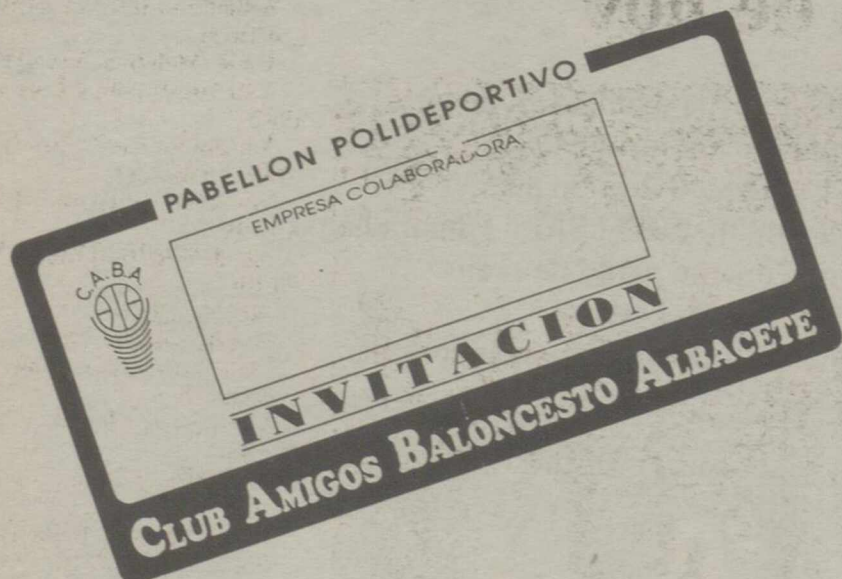 PABELLON POLIDEPORTIVO
EMPRESA COLABORADORA
C.A.B.A
INVITACION
CLUB AMIGOS BALONCESTO ALBACETE